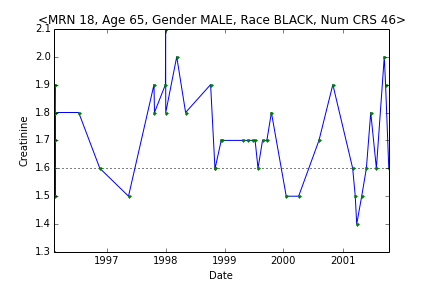 <MRN 18, Age 65, Gender MALE, Race BLACK, Num CRS 46>
2.1
2.0
1.9
1.8
1.7
1.6
1.5
1.4
1.3
Creatinine
1997 1998 1999 2000 2001
Date